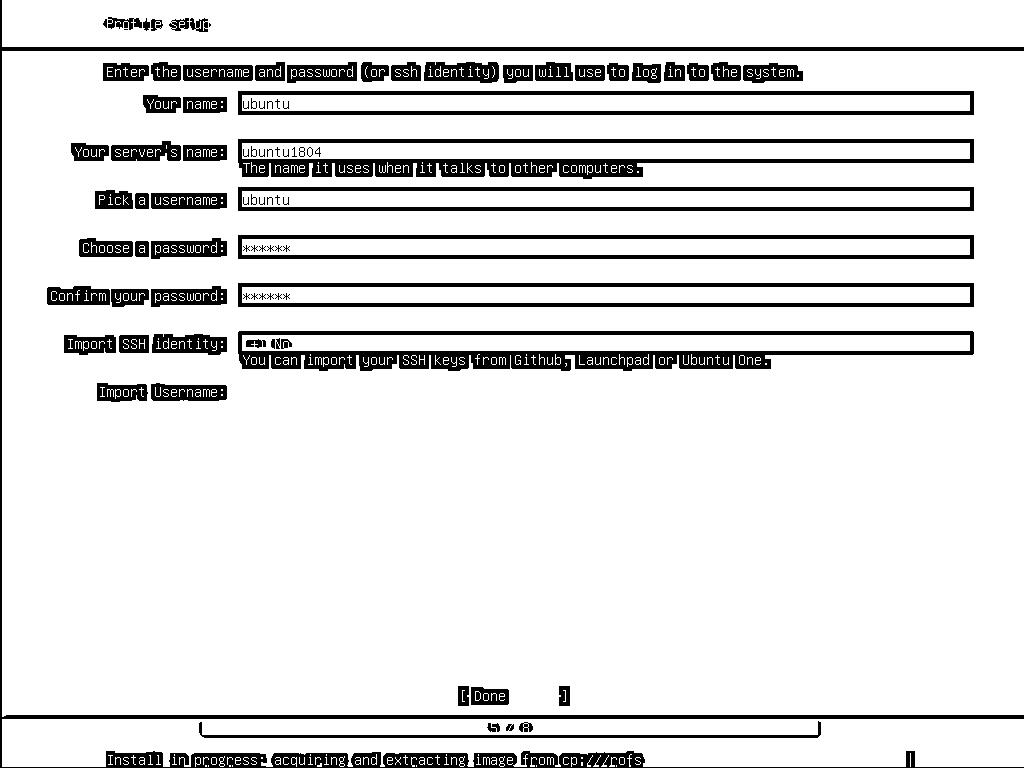 Profile setup
Enter the username and password (or ssh identity) you will use to log in to the system.
Your name: ubuntu
Your server's name: ubuntu1804
The name it uses when it talks to other computers.
Pick a username: ubuntu
Choose a password: ******
Confirm your password: ******
Import SSH identity: No
You can import your SSH keys from Github, Launchpad or Ubuntu One.
Import Username:
[ Done ]
5 / 8
Install in progress: acquiring and extracting image from cp:///rofs